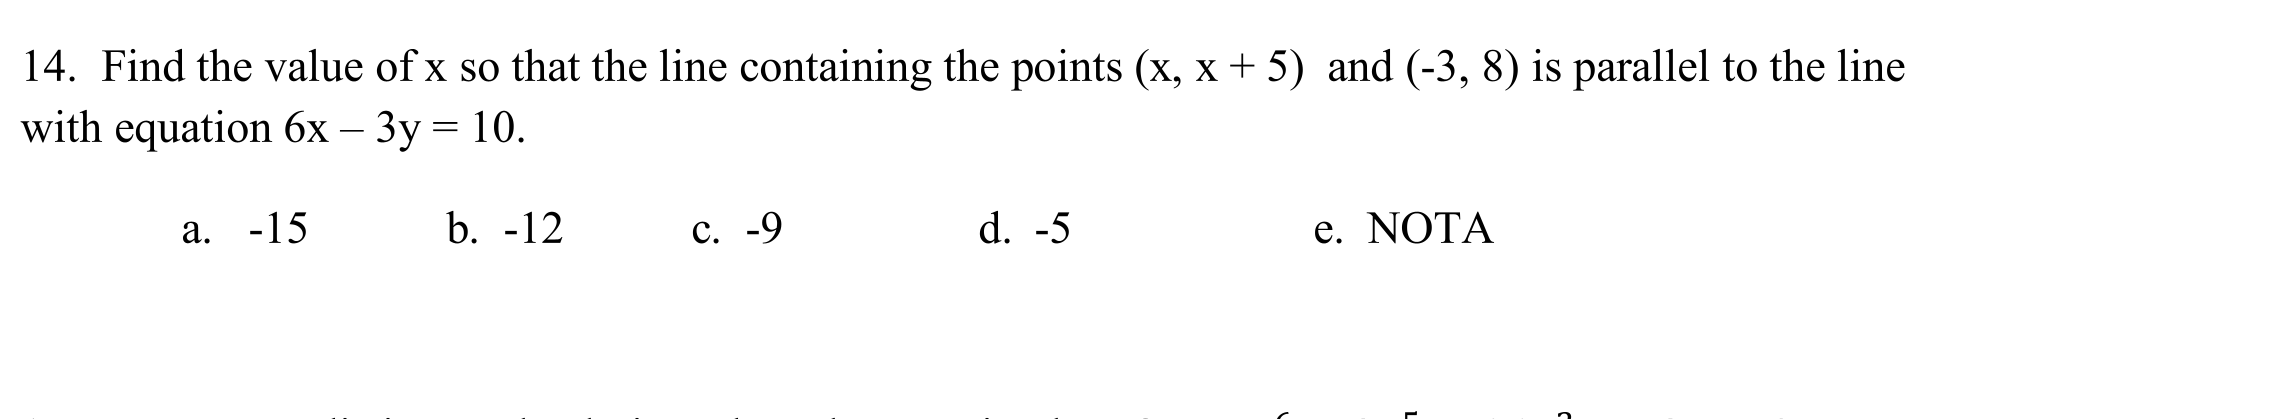 14. Find the value of x so that the line containing the points (x, x + 5) and (-3, 8) is parallel to the line
with equation 6x – 3y = 10.
a. -15 b. -12 c. -9 d. -5 e. NOTA